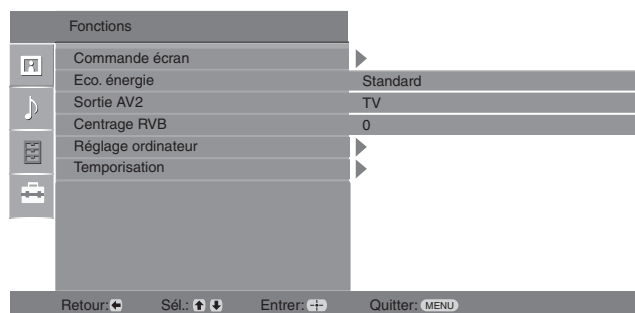 Fonctions
Commande écran
Eco. énergie Standard
Sortie AV2 TV
Centrage RVB 0
Réglage ordinateur
Temporisation
Retour: Sél.: Entrer: Quitter: MENU